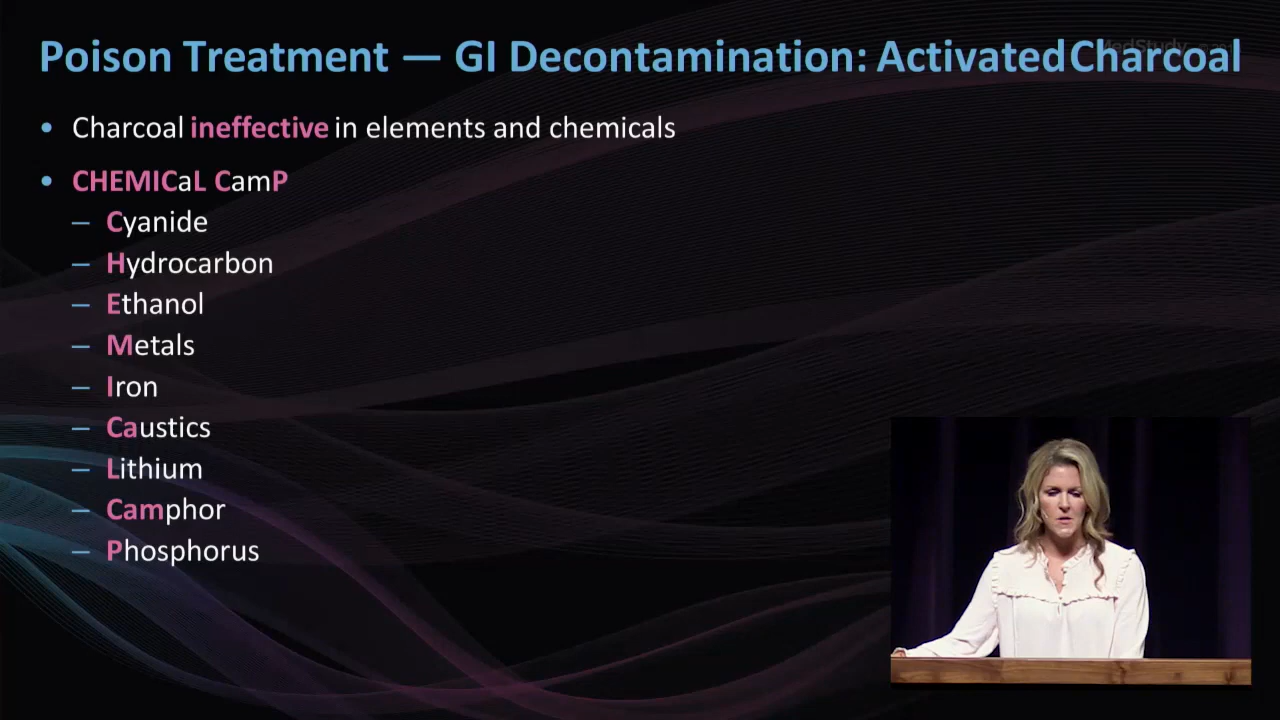 Poison Treatment — GI Decontamination: Activated Charcoal
• Charcoal ineffective in elements and chemicals
• CHEMICaL CamP
– Cyanide
– Hydrocarbon
– Ethanol
– Metals
– Iron
– Caustics
– Lithium
– Camphor
– Phosphorus